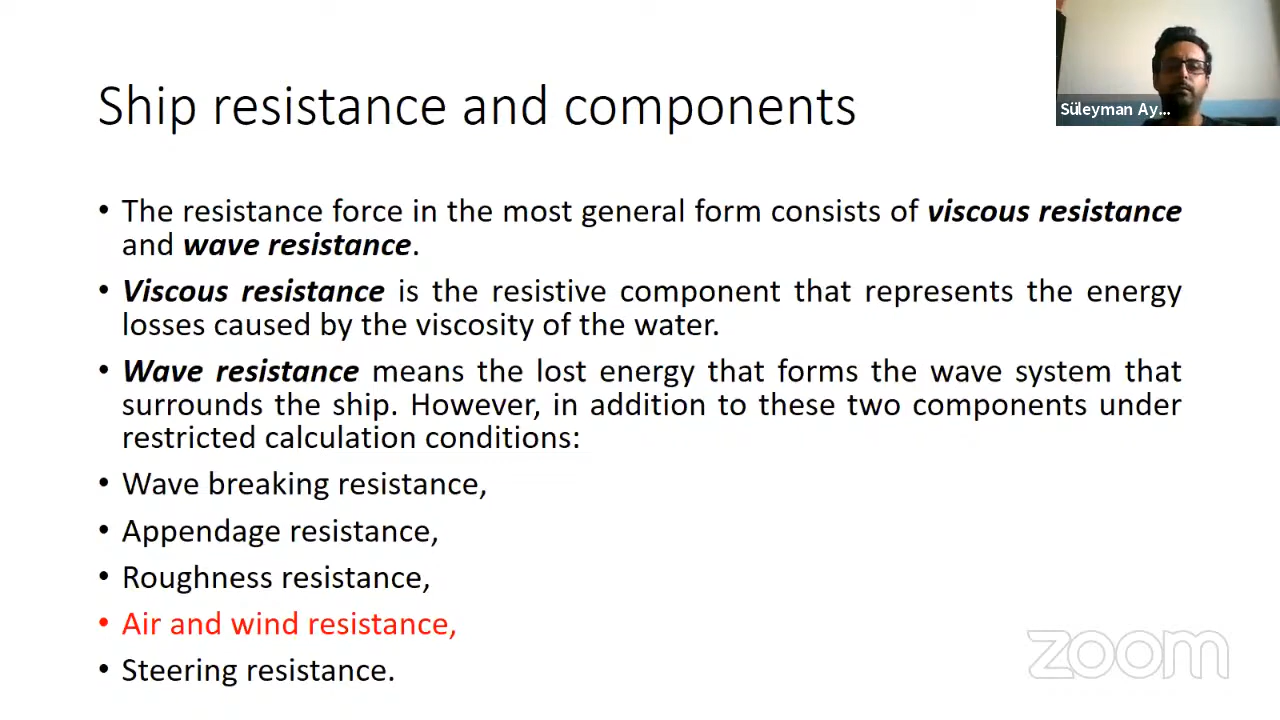 Ship resistance and components
Süleyman Ay...
• The resistance force in the most general form consists of viscous resistance
and wave resistance.
• Viscous resistance is the resistive component that represents the energy
losses caused by the viscosity of the water.
• Wave resistance means the lost energy that forms the wave system that
surrounds the ship. However, in addition to these two components under
restricted calculation conditions:
• Wave breaking resistance,
• Appendage resistance,
• Roughness resistance,
• Air and wind resistance,
• Steering resistance.
zoom